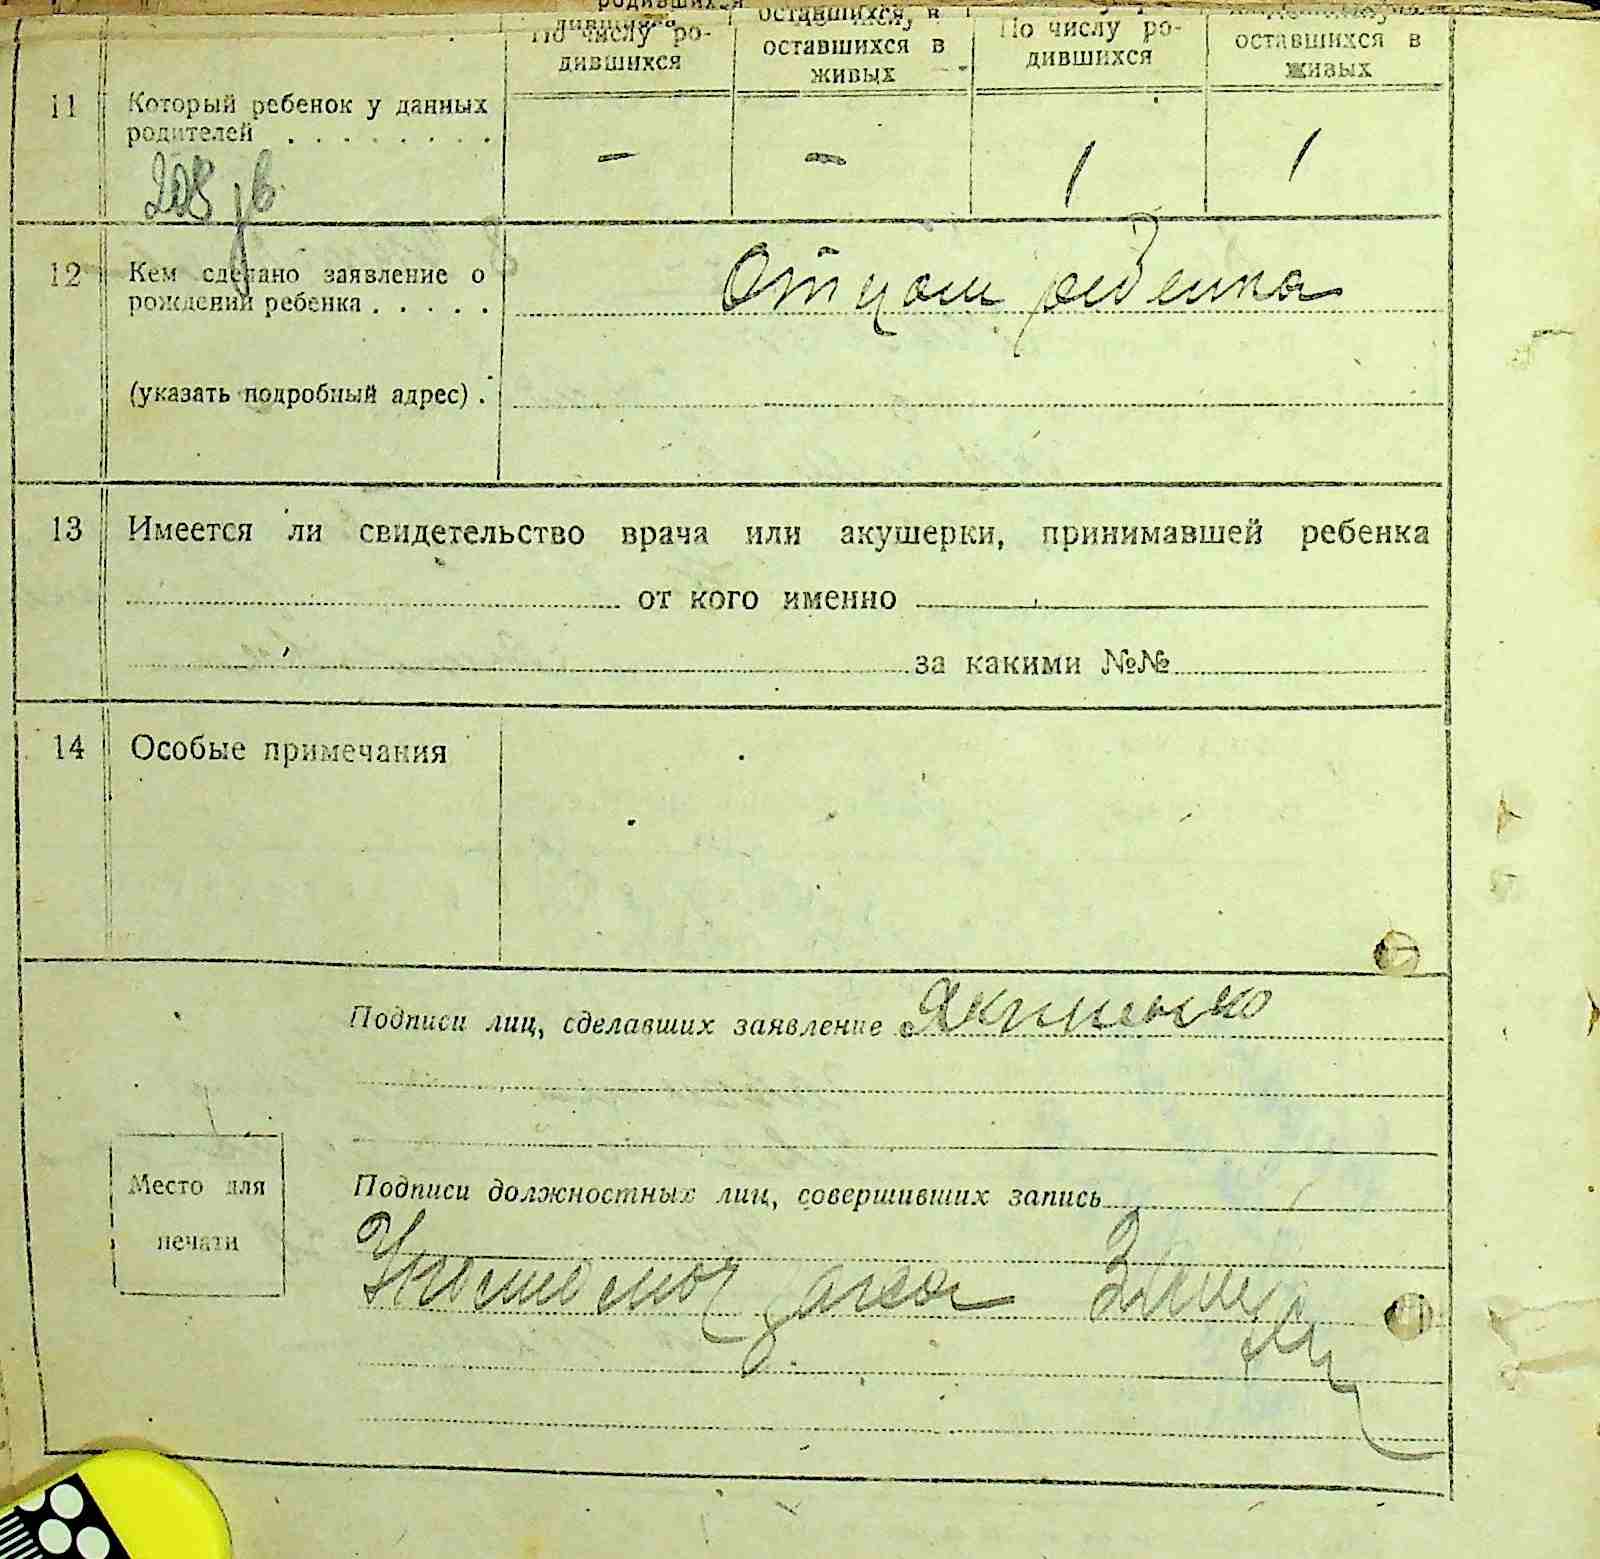 родившихся
По числу ро-
дившихся
оставшихся в
живых
По числу ро-
дившихся
оставшихся в
живых
11 Который ребенок у данных
родителей . . . . . . . . — — 1 1
12 Кем сделано заявление о
рождении ребенка . . . . . Отцом ребенка
(указать подробный адрес) .
13 Имеется ли свидетельство врача или акушерки, принимавшей ребенка
от кого именно
за какими №№
14 Особые примечания
Подписи лиц, сделавших заявление Якименко
Место для
печати
Подписи должностных лиц, совершивших запись